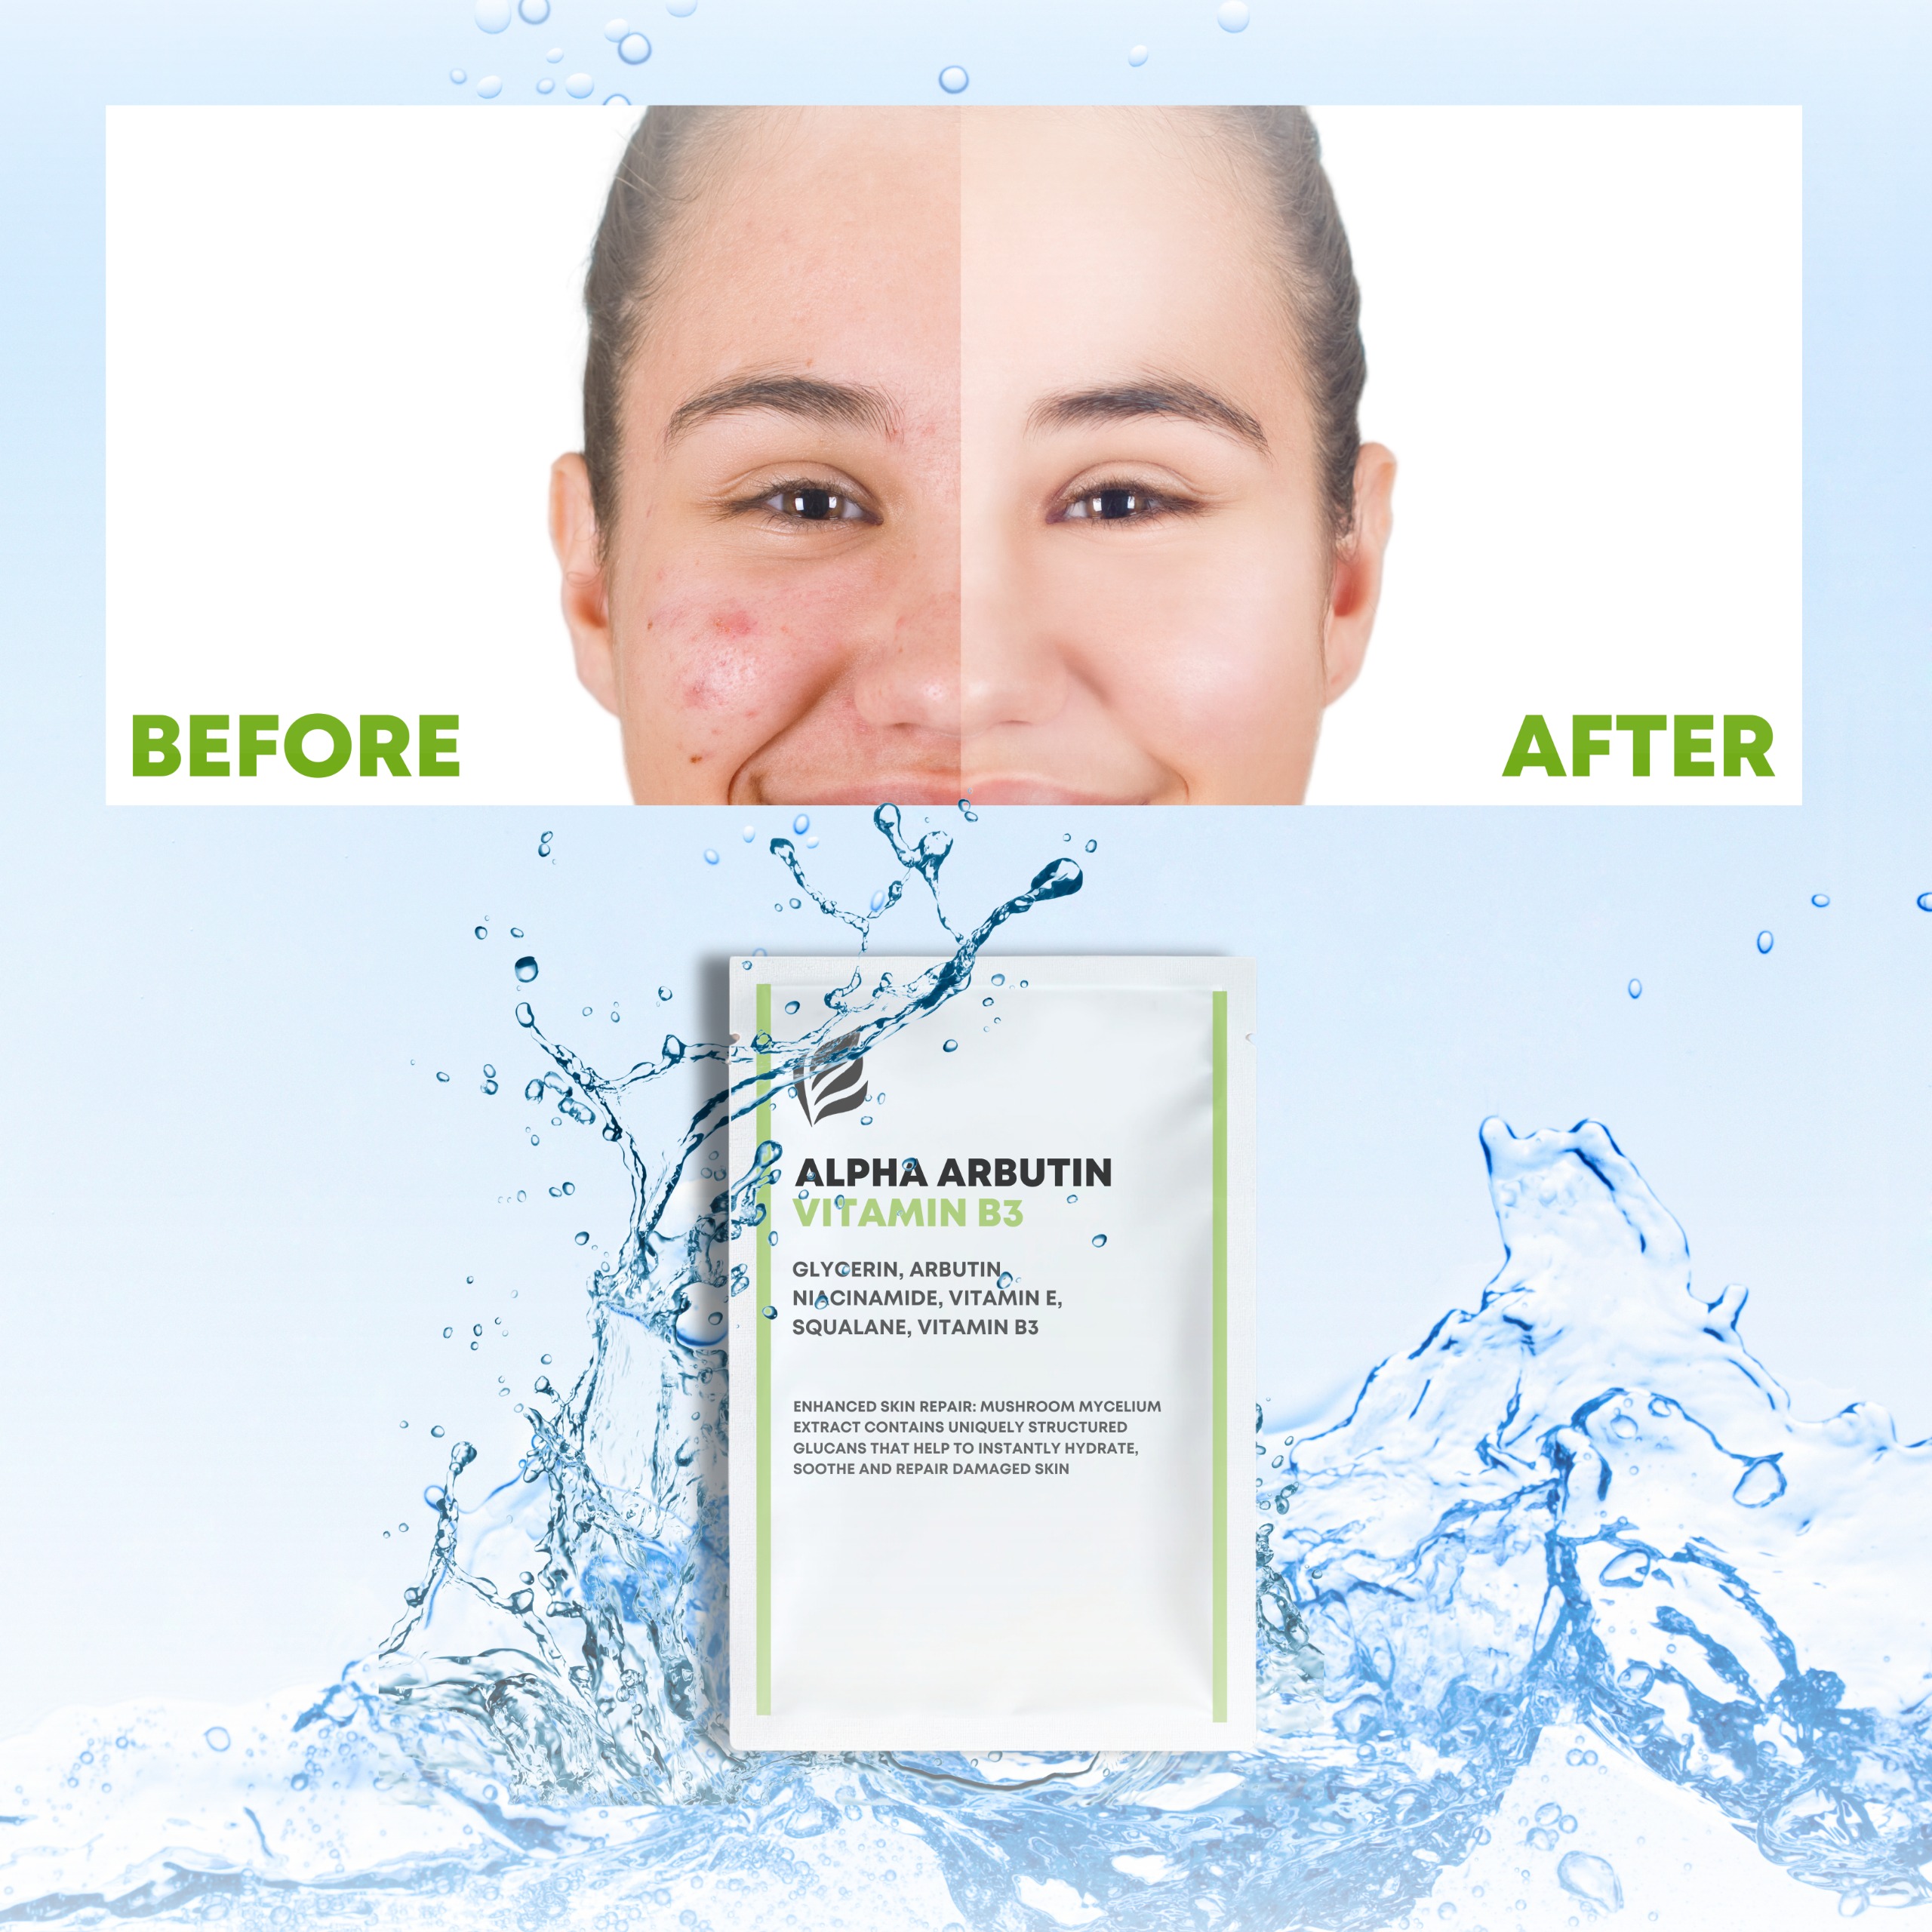 BEFORE
AFTER
ALPHA ARBUTIN
VITAMIN B3
GLYCERIN, ARBUTIN,
NIACINAMIDE, VITAMIN E,
SQUALANE, VITAMIN B3
ENHANCED SKIN REPAIR: MUSHROOM MYCELIUM
EXTRACT CONTAINS UNIQUELY STRUCTURED
GLUCANS THAT HELP TO INSTANTLY HYDRATE,
SOOTHE AND REPAIR DAMAGED SKIN